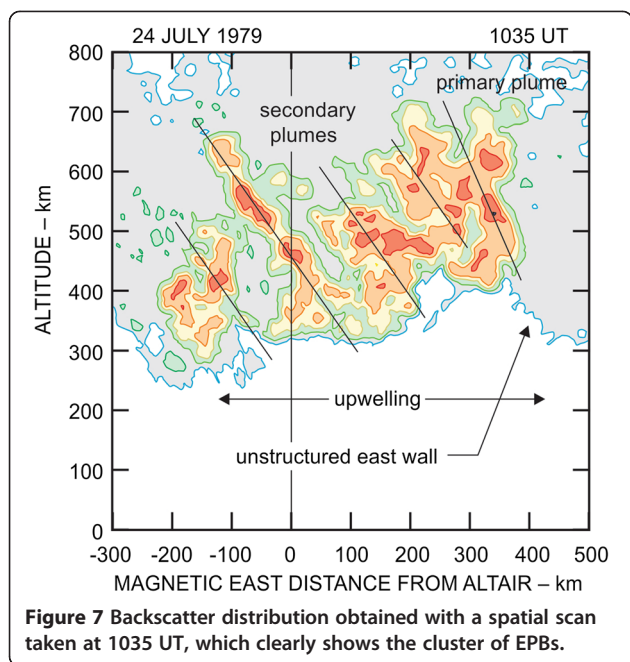 24 JULY 1979 1035 UT
800
700
600
500
400
300
200
100
0
ALTITUDE – km
primary plume
secondary
plumes
upwelling
unstructured east wall
-300 -200 -100 0 100 200 300 400 500
MAGNETIC EAST DISTANCE FROM ALTAIR – km
Figure 7 Backscatter distribution obtained with a spatial scan
taken at 1035 UT, which clearly shows the cluster of EPBs.